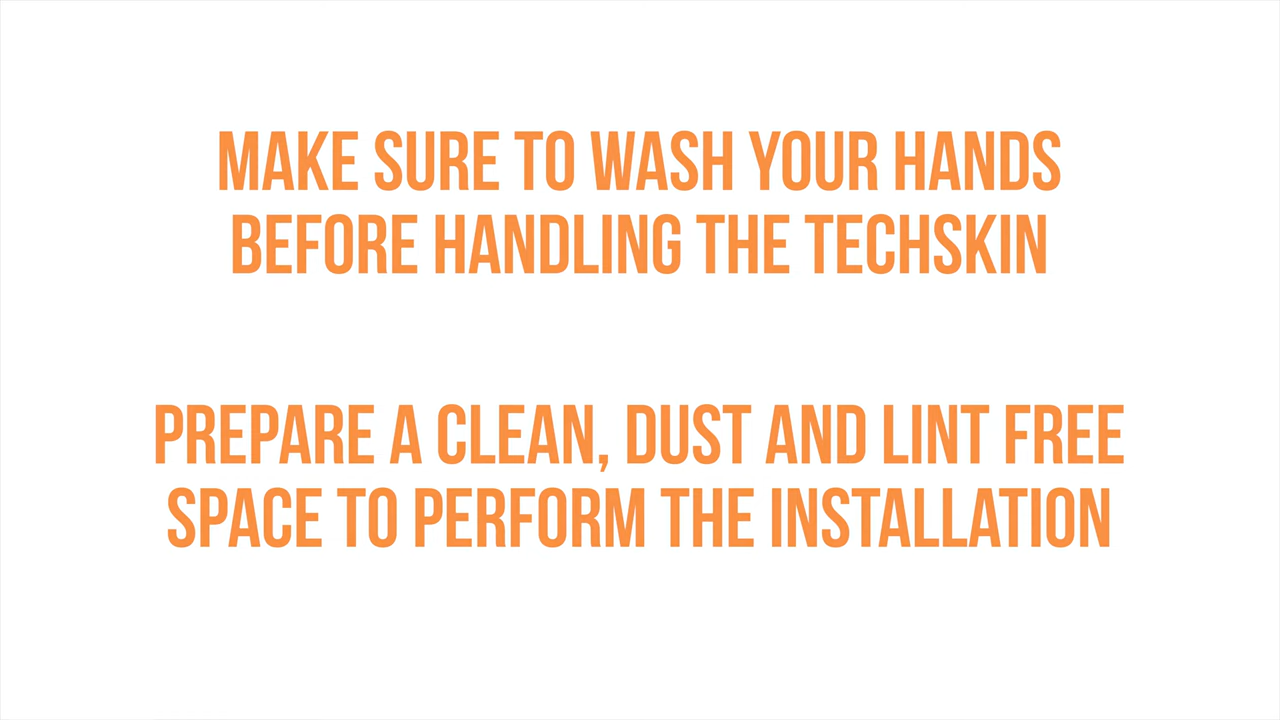 MAKE SURE TO WASH YOUR HANDS
BEFORE HANDLING THE TECHSKIN
PREPARE A CLEAN, DUST AND LINT FREE
SPACE TO PERFORM THE INSTALLATION